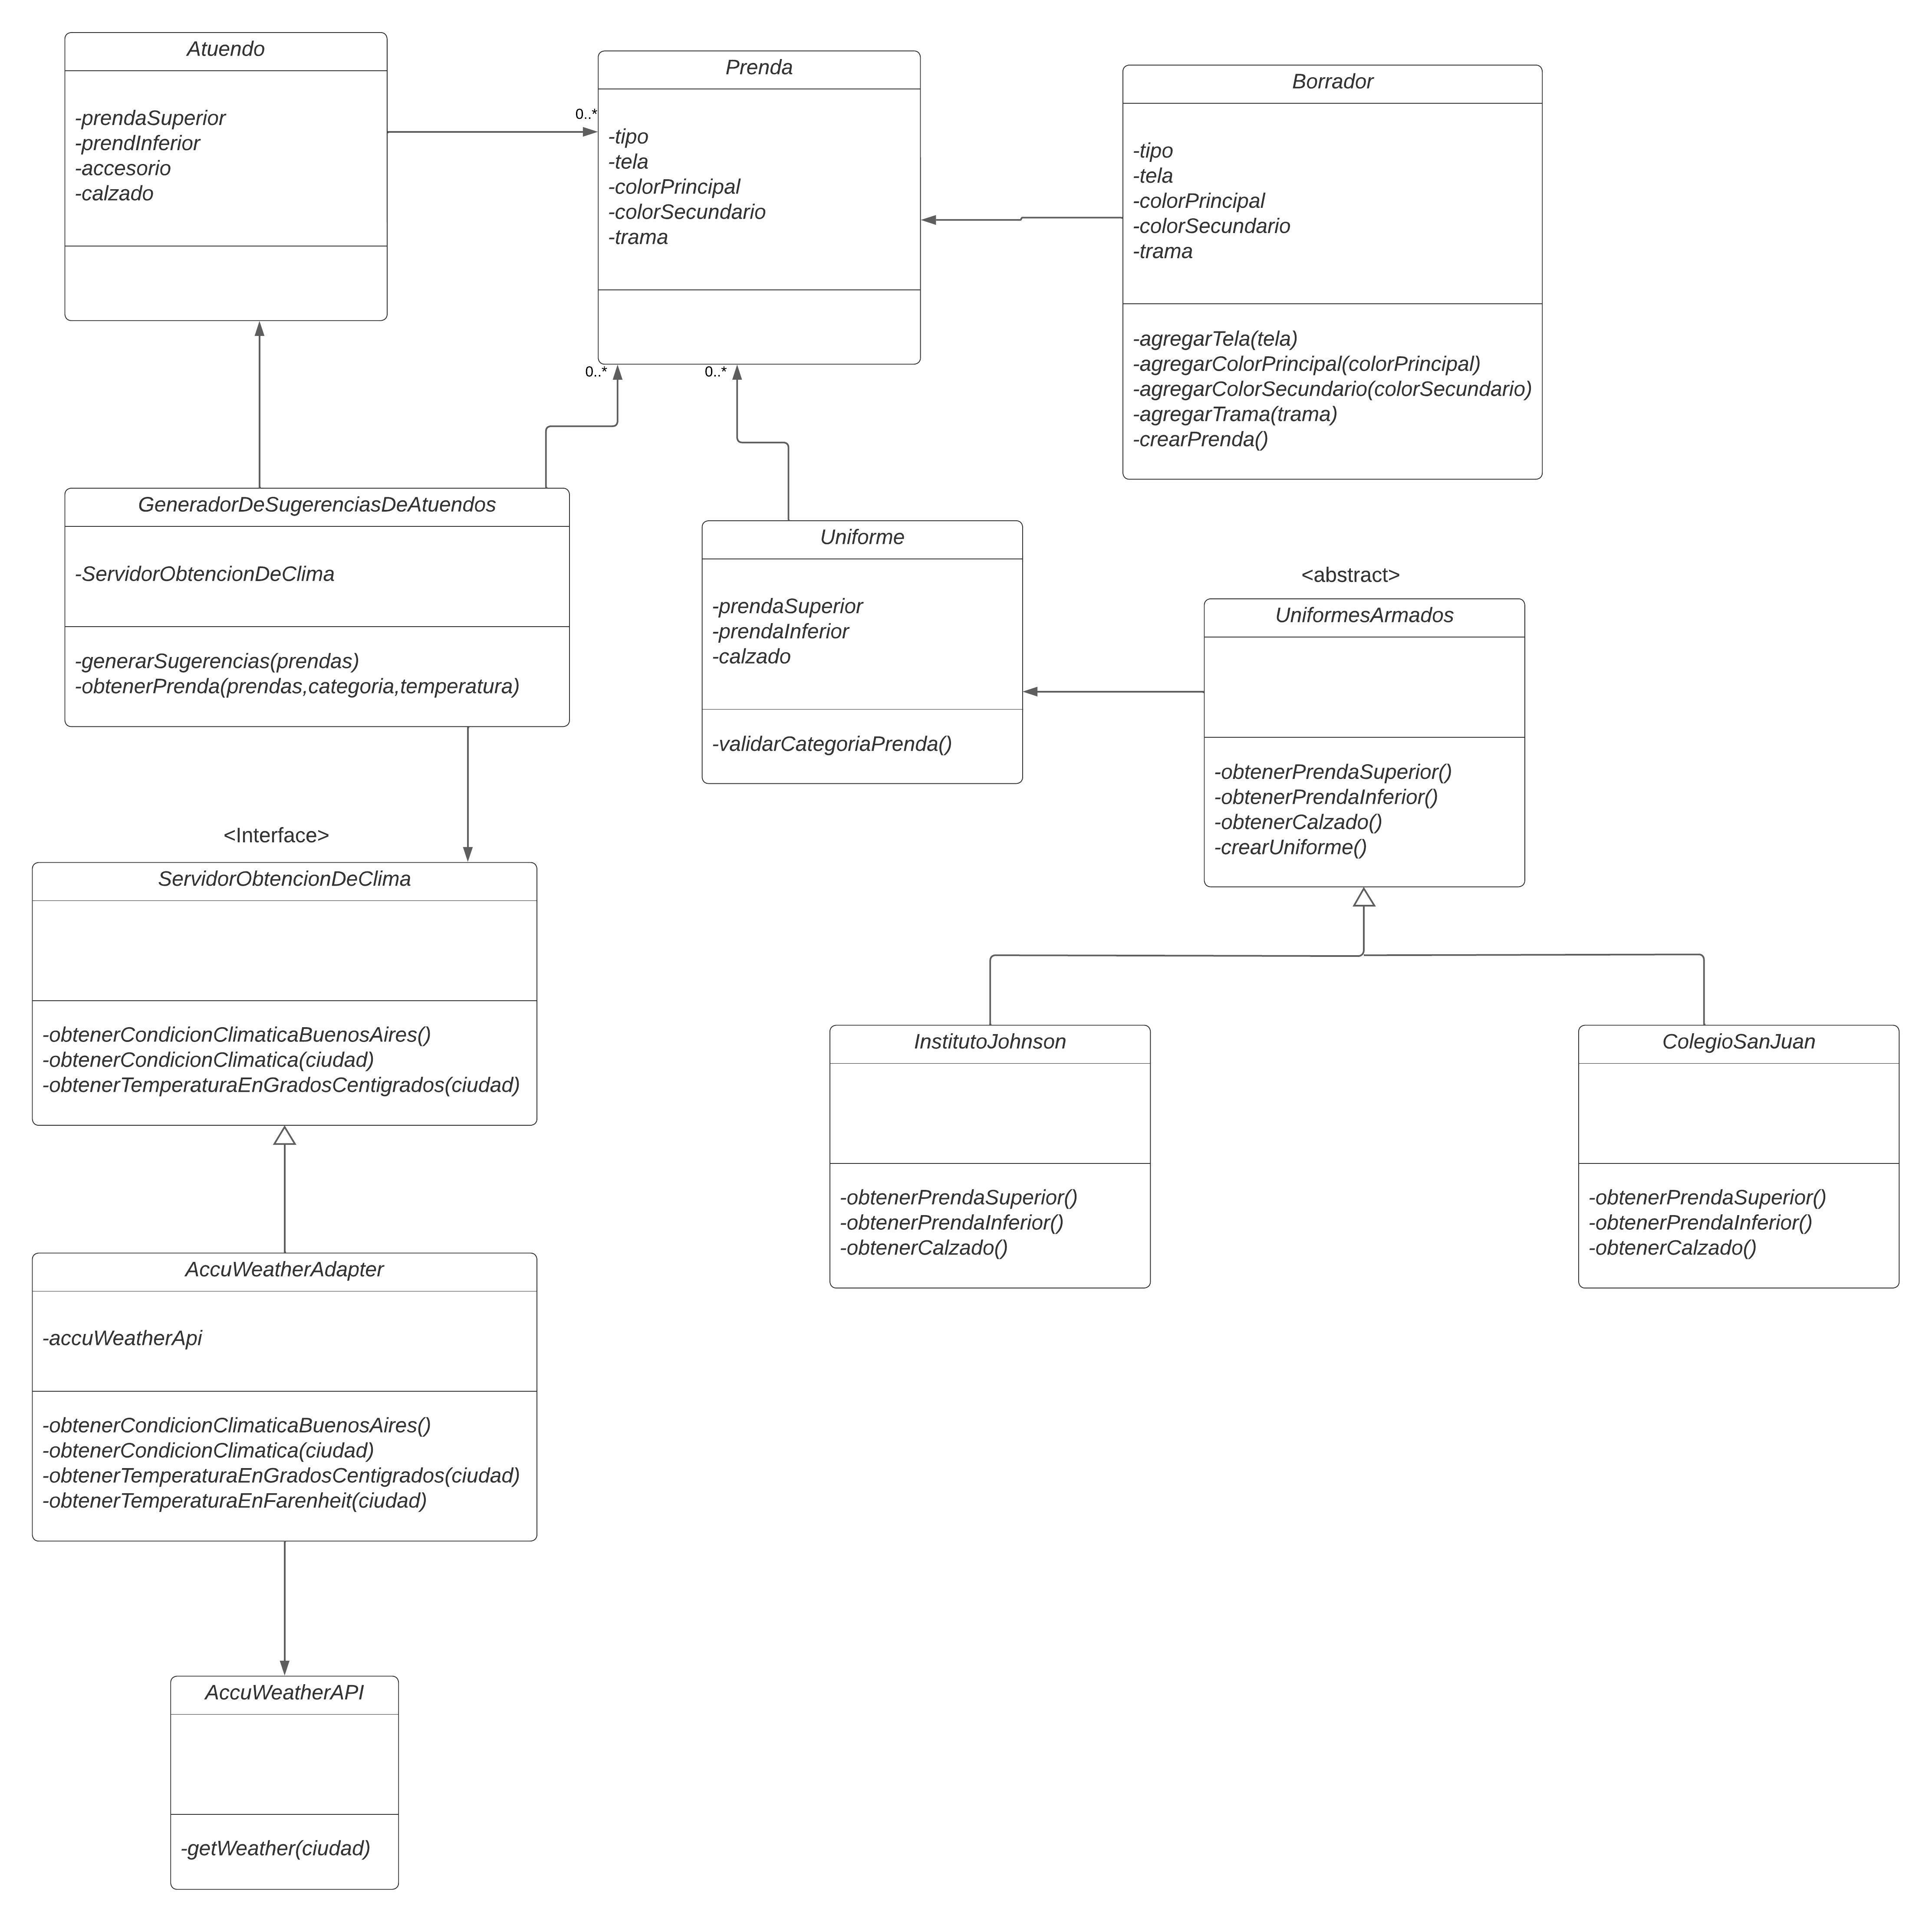 Atuendo
-prendaSuperior
-prendInferior
-accesorio
-calzado
0..*
Prenda
-tipo
-tela
-colorPrincipal
-colorSecundario
-trama
0..*
0..*
Borrador
-tipo
-tela
-colorPrincipal
-colorSecundario
-trama
-agregarTela(tela)
-agregarColorPrincipal(colorPrincipal)
-agregarColorSecundario(colorSecundario)
-agregarTrama(trama)
-crearPrenda()
GeneradorDeSugerenciasDeAtuendos
-ServidorObtencionDeClima
-generarSugerencias(prendas)
-obtenerPrenda(prendas,categoria,temperatura)
Uniforme
-prendaSuperior
-prendaInferior
-calzado
-validarCategoriaPrenda()
<abstract>
UniformesArmados
-obtenerPrendaSuperior()
-obtenerPrendaInferior()
-obtenerCalzado()
-crearUniforme()
<Interface>
ServidorObtencionDeClima
-obtenerCondicionClimaticaBuenosAires()
-obtenerCondicionClimatica(ciudad)
-obtenerTemperaturaEnGradosCentigrados(ciudad)
InstitutoJohnson
-obtenerPrendaSuperior()
-obtenerPrendaInferior()
-obtenerCalzado()
ColegioSanJuan
-obtenerPrendaSuperior()
-obtenerPrendaInferior()
-obtenerCalzado()
AccuWeatherAdapter
-accuWeatherApi
-obtenerCondicionClimaticaBuenosAires()
-obtenerCondicionClimatica(ciudad)
-obtenerTemperaturaEnGradosCentigrados(ciudad)
-obtenerTemperaturaEnFarenheit(ciudad)
AccuWeatherAPI
-getWeather(ciudad)